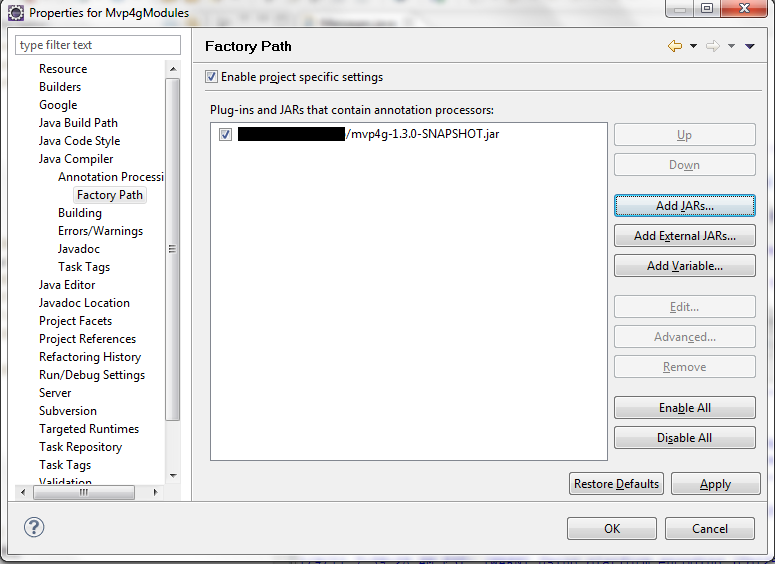 Properties for Mvp4gModules
type filter text
Resource
Builders
Google
Java Build Path
Java Code Style
Java Compiler
Annotation Processi
Factory Path
Building
Errors/Warnings
Javadoc
Task Tags
Java Editor
Javadoc Location
Project Facets
Project References
Refactoring History
Run/Debug Settings
Server
Subversion
Targeted Runtimes
Task Repository
Task Tags
Validation
Factory Path
Enable project specific settings
Plug-ins and JARs that contain annotation processors:
/mvp4g-1.3.0-SNAPSHOT.jar
Up
Down
Add JARs...
Add External JARs...
Add Variable...
Edit...
Advanced...
Remove
Enable All
Disable All
Restore Defaults
Apply
?
OK
Cancel